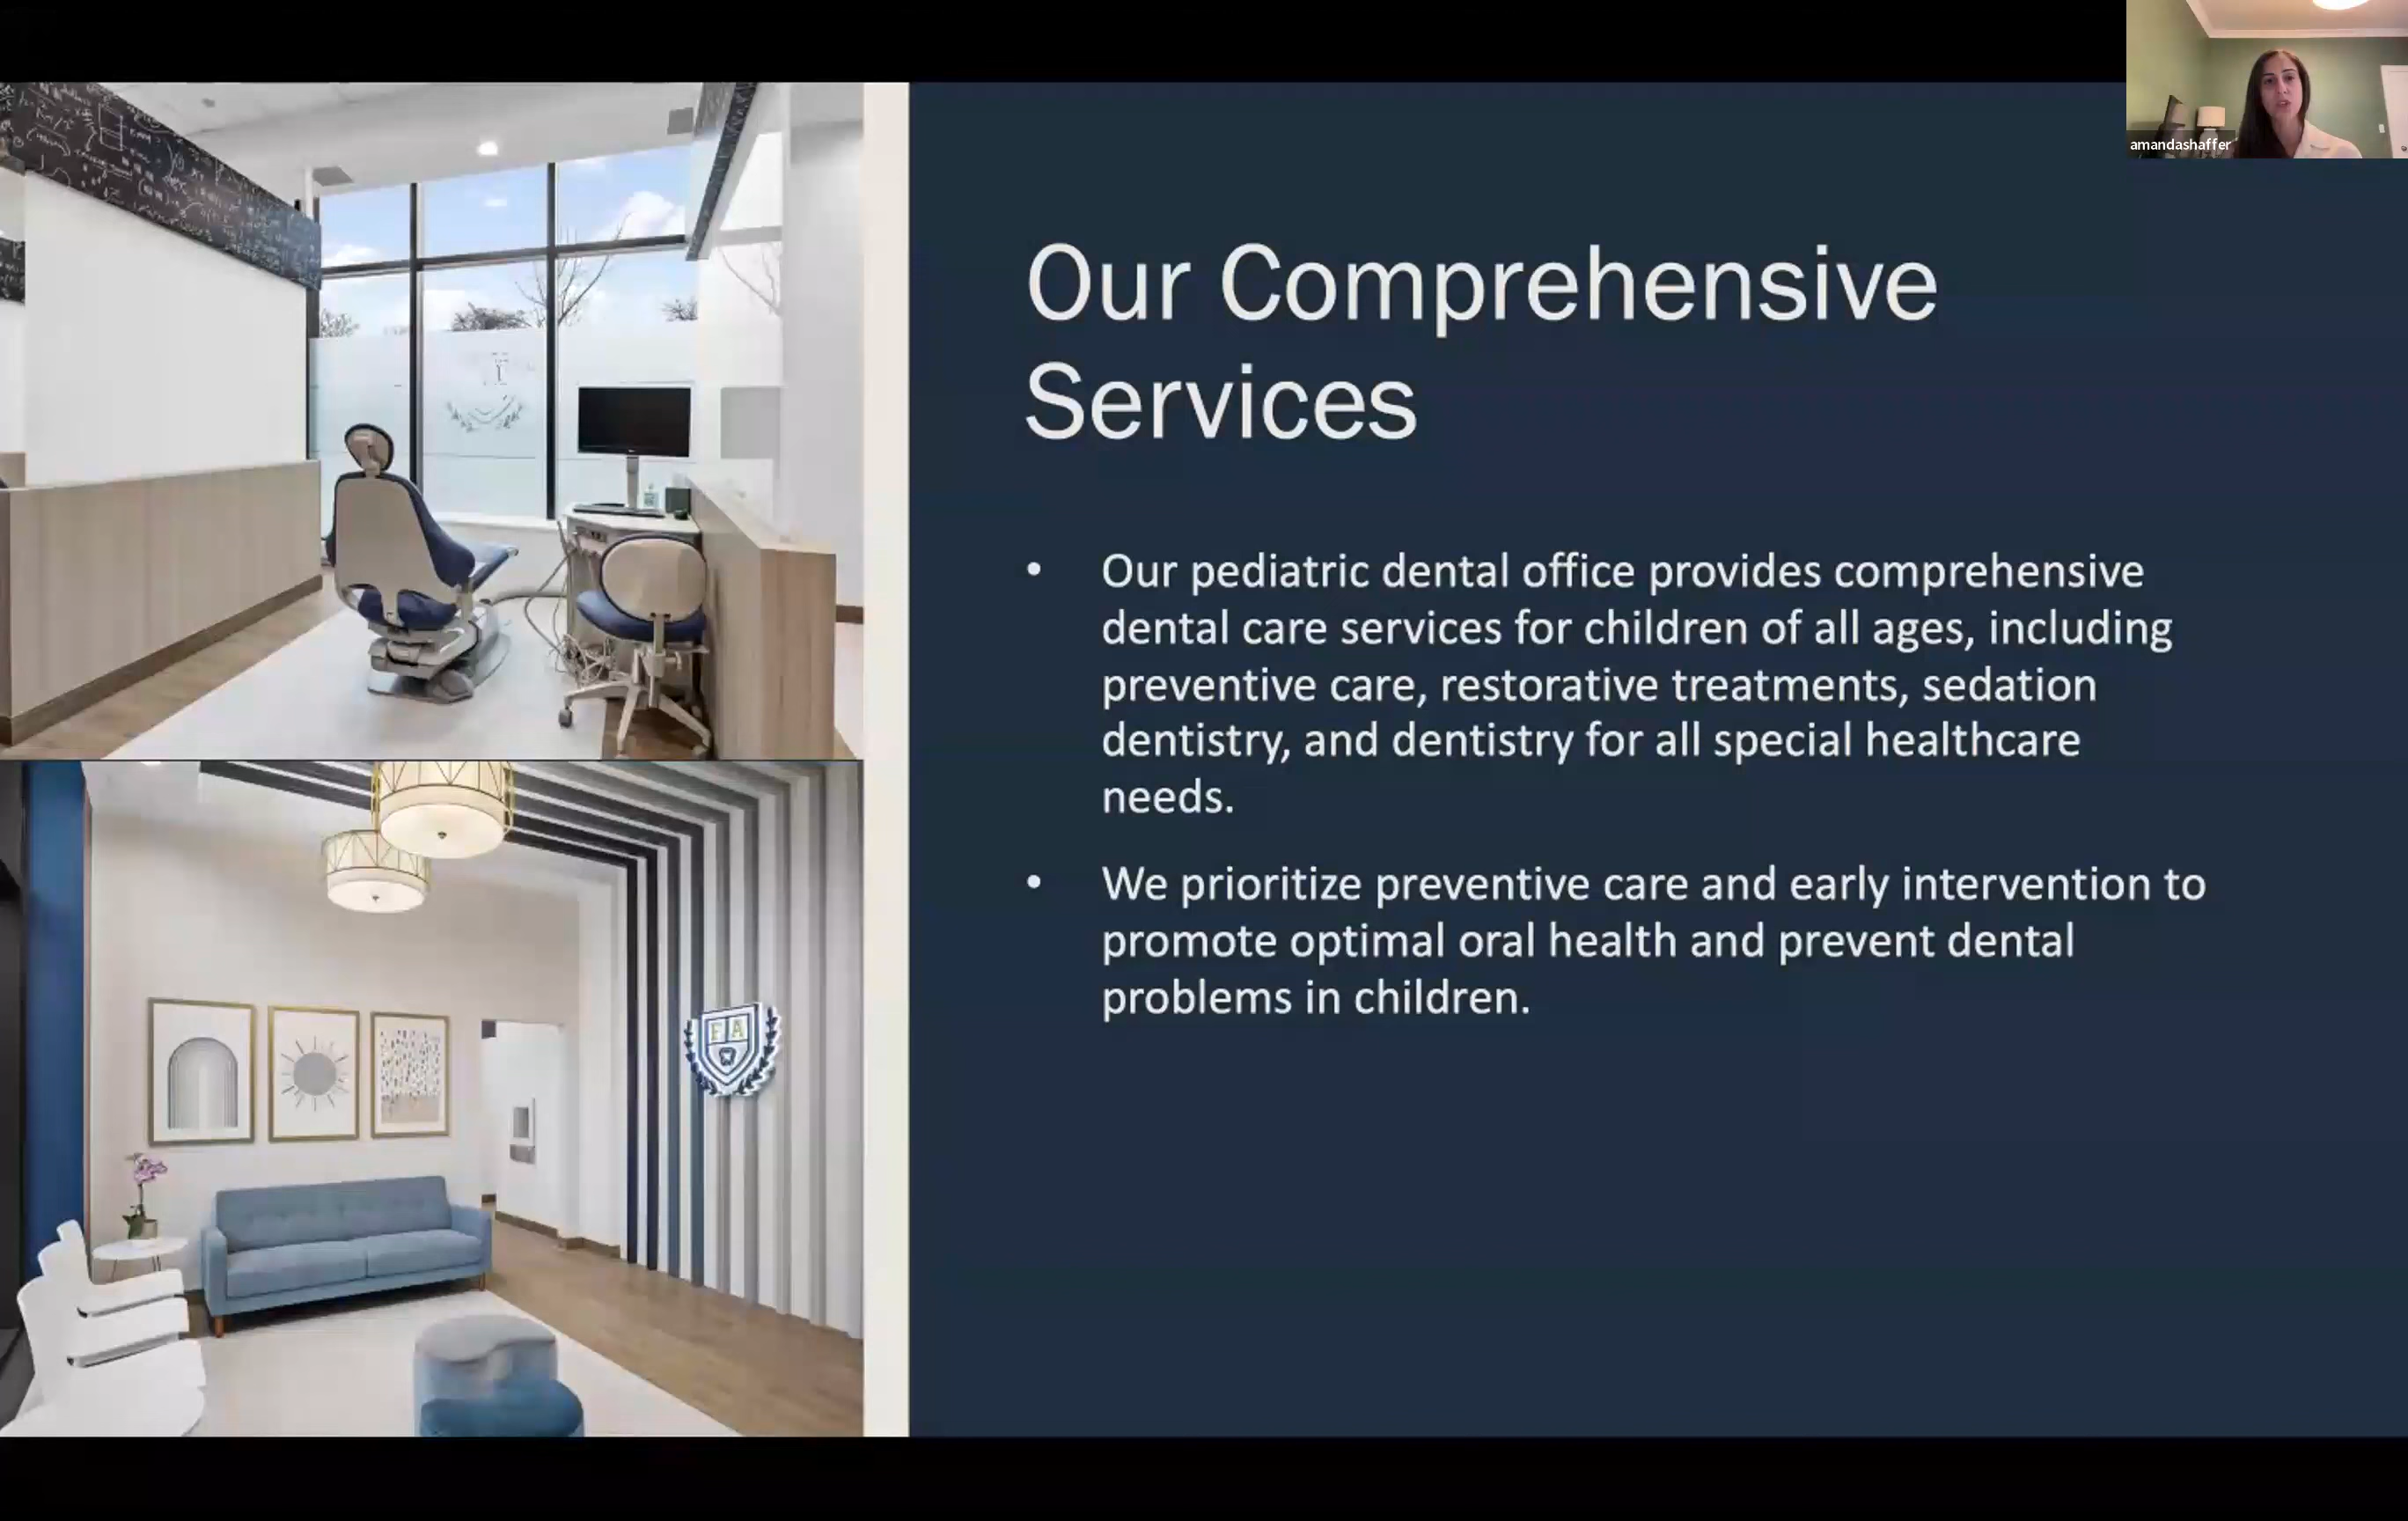 amandashaffer
Our Comprehensive
Services
• Our pediatric dental office provides comprehensive
dental care services for children of all ages, including
preventive care, restorative treatments, sedation
dentistry, and dentistry for all special healthcare
needs.
• We prioritize preventive care and early intervention to
promote optimal oral health and prevent dental
problems in children.
F A